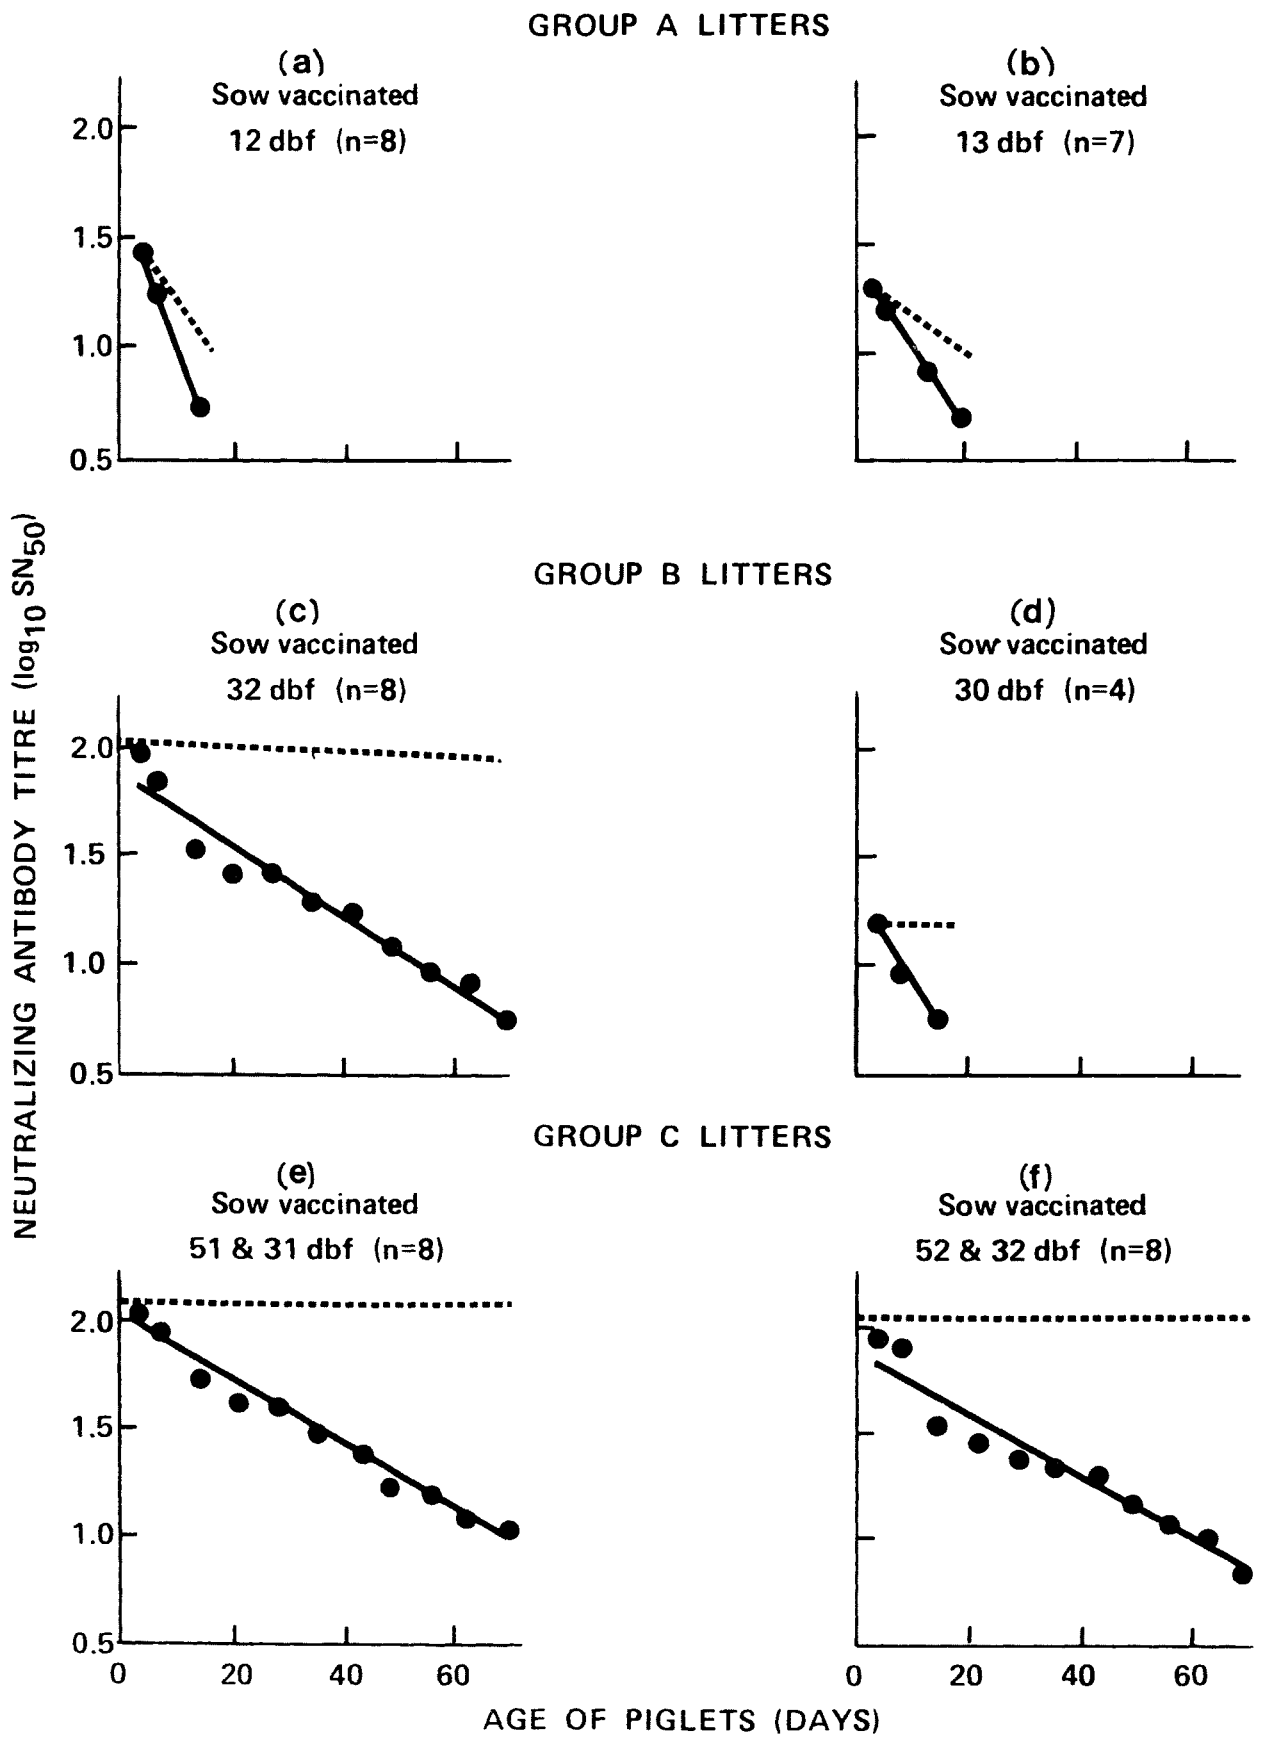 GROUP A LITTERS
(a)
Sow vaccinated
12 dbf (n=8)
2.0
1.5
1.0
0.5
(b)
Sow vaccinated
13 dbf (n=7)
NEUTRALIZING ANTIBODY TITRE (log10 SN50)
GROUP B LITTERS
(c)
Sow vaccinated
32 dbf (n=8)
2.0
1.5
1.0
0.5
(d)
Sow vaccinated
30 dbf (n=4)
GROUP C LITTERS
(e)
Sow vaccinated
51 & 31 dbf (n=8)
2.0
1.5
1.0
0.5
0 20 40 60
(f)
Sow vaccinated
52 & 32 dbf (n=8)
0 20 40 60
AGE OF PIGLETS (DAYS)